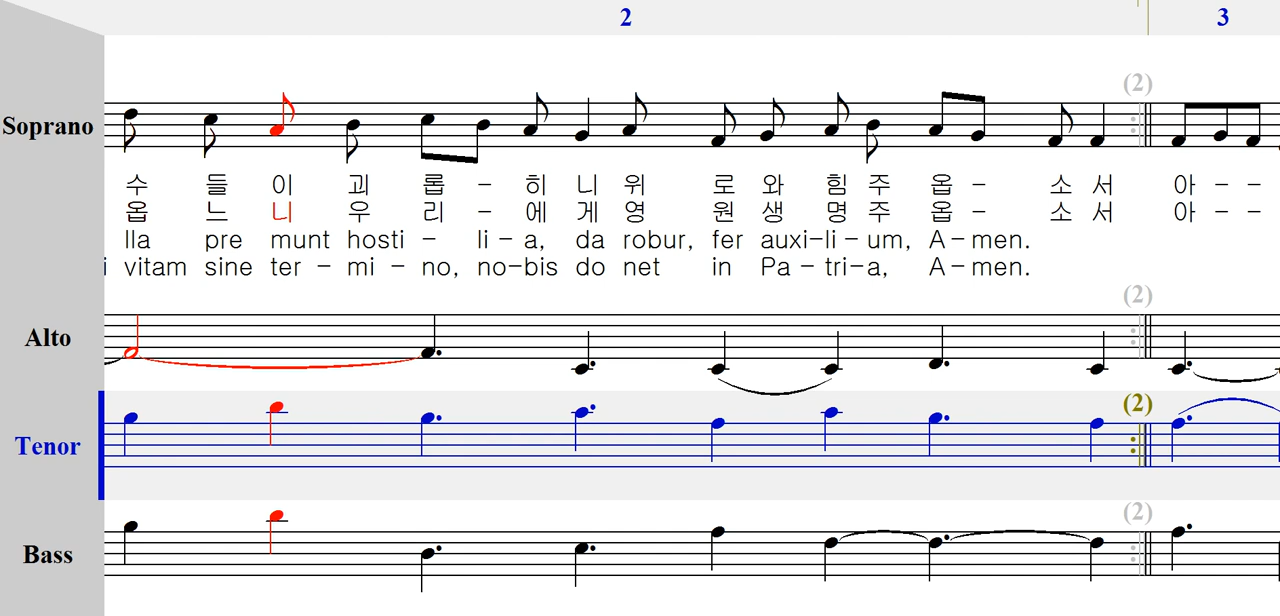 2 3
(2)
Soprano
수 들 이 괴 롭 - 히 니 위 로 와 힘 주 옵 - 소 서 아 - -
옵 느 니 우 리 - 에 게 영 원 생 명 주 옵 - 소 서 아 - -
lla pre munt hosti - li - a, da robur, fer auxi-li-um, A-men.
i vitam sine ter - mi - no, no-bis do net in Pa - tri-a, A-men.
(2)
Alto
(2)
Tenor
(2)
Bass